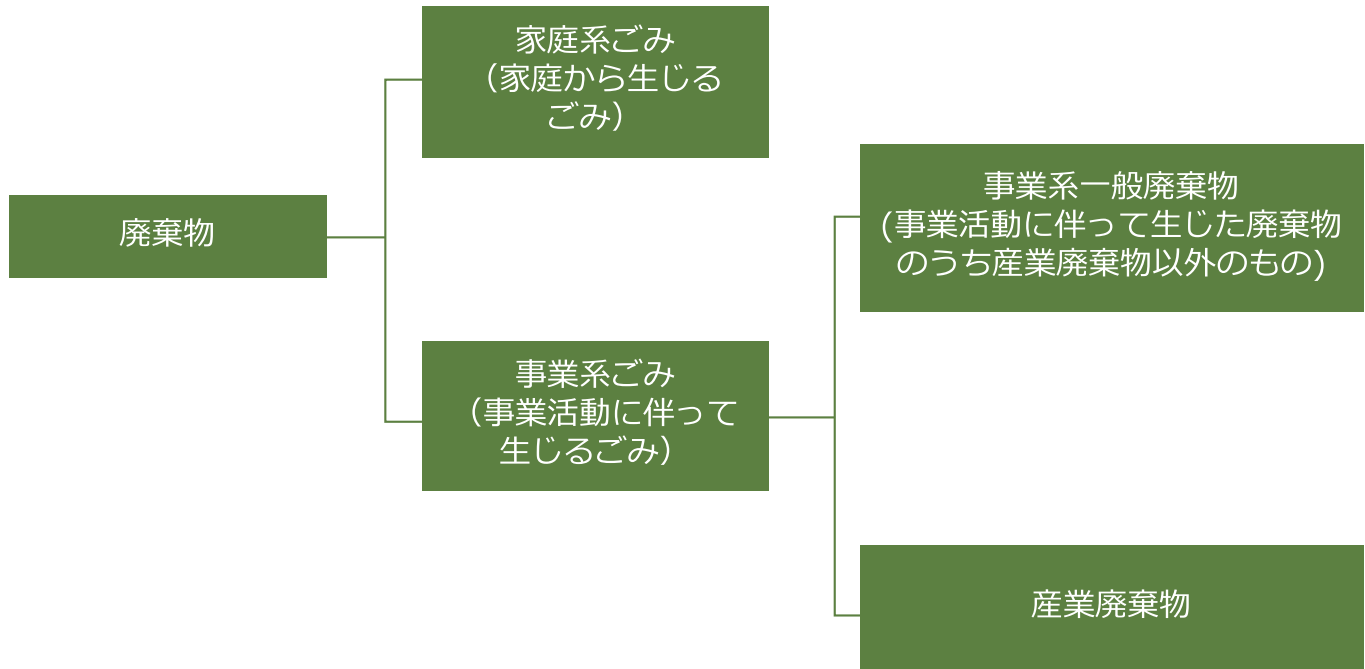 廃棄物
家庭系ごみ
（家庭から生じる
ごみ）
事業系ごみ
（事業活動に伴って
生じるごみ）
事業系一般廃棄物
(事業活動に伴って生じた廃棄物
のうち産業廃棄物以外のもの)
産業廃棄物